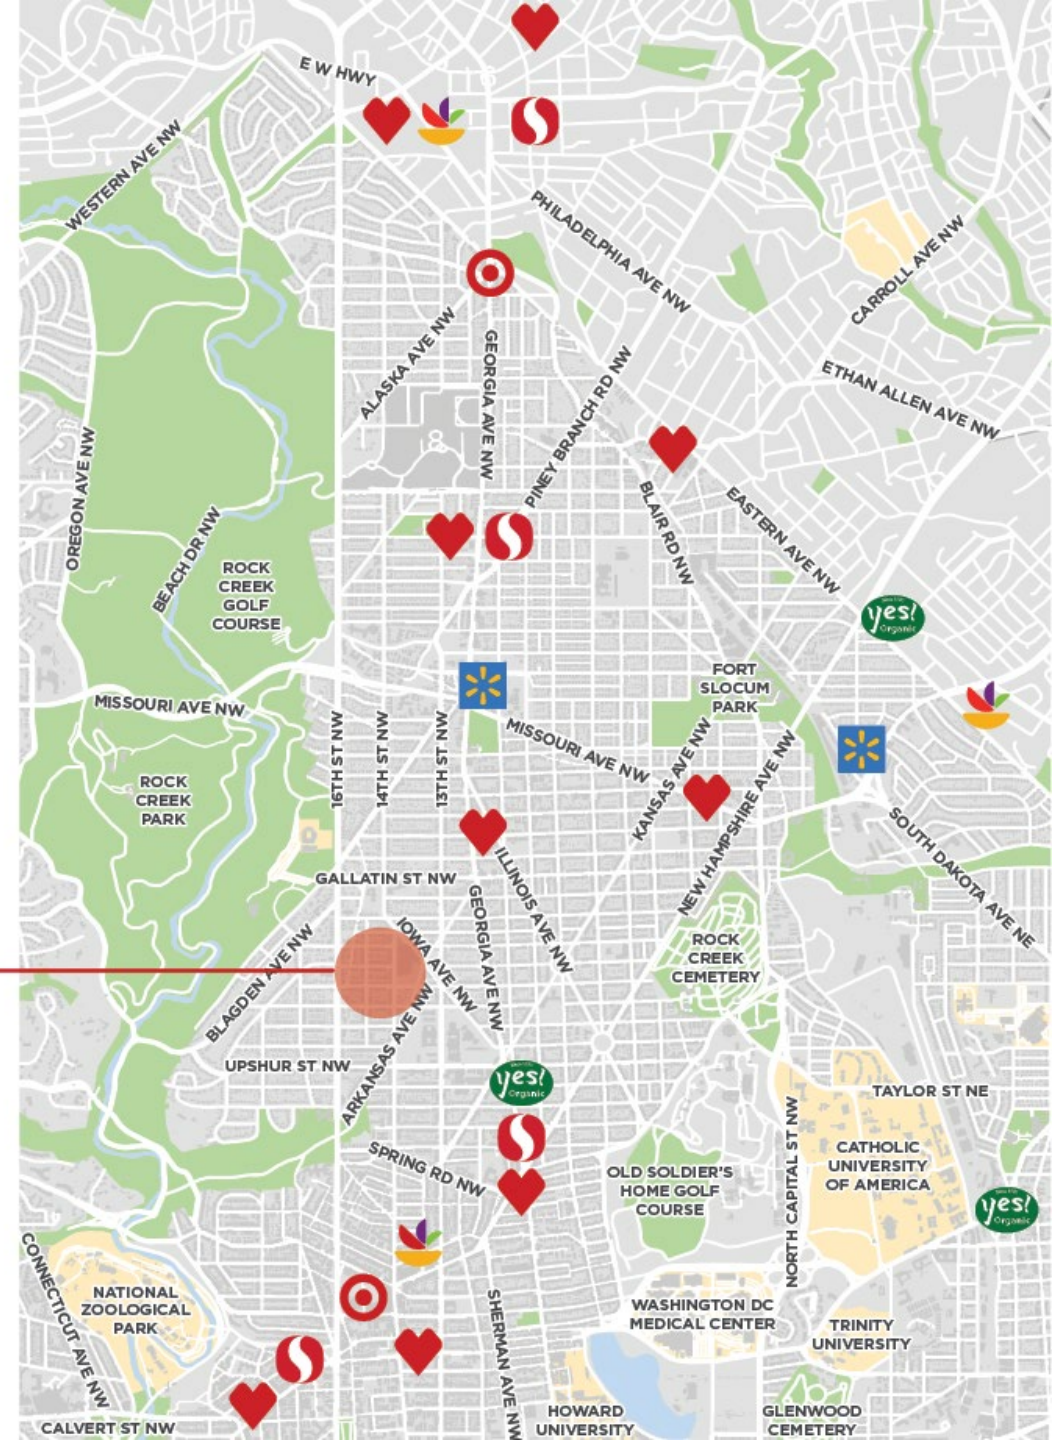 E W HWY
WESTERN AVE NW
PHILADELPHIA AVE NW
CARROLL AVE NW
ALASKA AVE NW
GEORGIA AVE NW
PINEY BRANCH RD NW
ETHAN ALLEN AVE NW
OREGON AVE NW
BLAIR RD NW
EASTERN AVE NW
BEACH DR NW
ROCK
CREEK
GOLF
COURSE
yes!
Organic
FORT
SLOCUM
PARK
MISSOURI AVE NW
16TH ST NW
14TH ST NW
13TH ST NW
MISSOURI AVE NW
KANSAS AVE NW
NEW HAMPSHIRE AVE NW
ROCK
CREEK
PARK
SOUTH DAKOTA AVE NE
GALLATIN ST NW
ILLINOIS AVE NW
GEORGIA AVE NW
IOWA AVE NW
ROCK
CREEK
CEMETERY
BLAGDEN AVE NW
ARKANSAS AVE NW
UPSHUR ST NW
yes!
Organic
TAYLOR ST NE
NORTH CAPITAL ST NW
CATHOLIC
UNIVERSITY
OF AMERICA
SPRING RD NW
OLD SOLDIER'S
HOME GOLF
COURSE
yes!
Organic
CONNECTICUT AVE NW
NATIONAL
ZOOLOGICAL
PARK
SHERMAN AVE NW
WASHINGTON DC
MEDICAL CENTER
TRINITY
UNIVERSITY
CALVERT ST NW
HOWARD
UNIVERSITY
GLENWOOD
CEMETERY